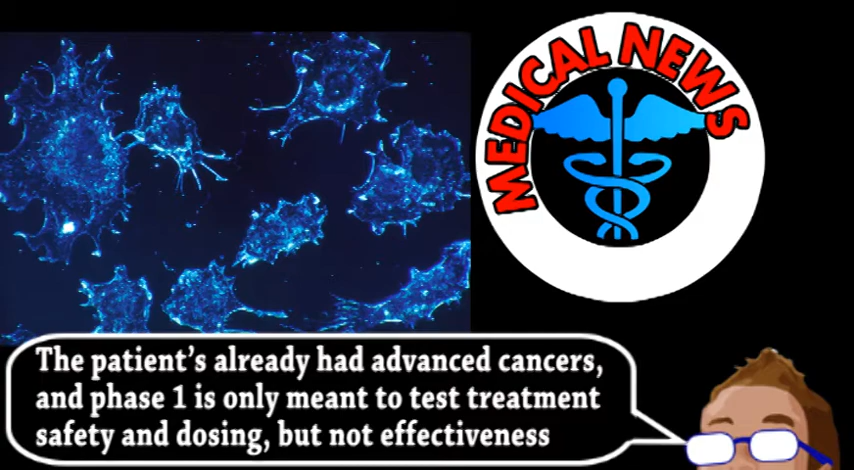 MEDICAL NEWS
The patient's already had advanced cancers,
and phase 1 is only meant to test treatment
safety and dosing, but not effectiveness